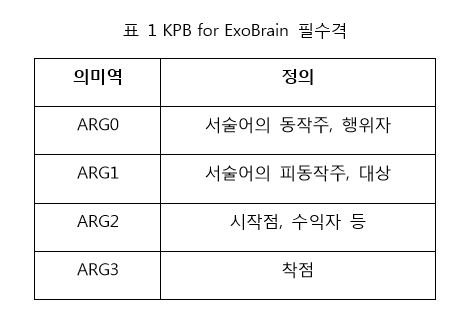 표 1 KPB for ExoBrain 필수격
의미역 정의
ARG0 서술어의 동작주, 행위자
ARG1 서술어의 피동작주, 대상
ARG2 시작점, 수익자 등
ARG3 착점